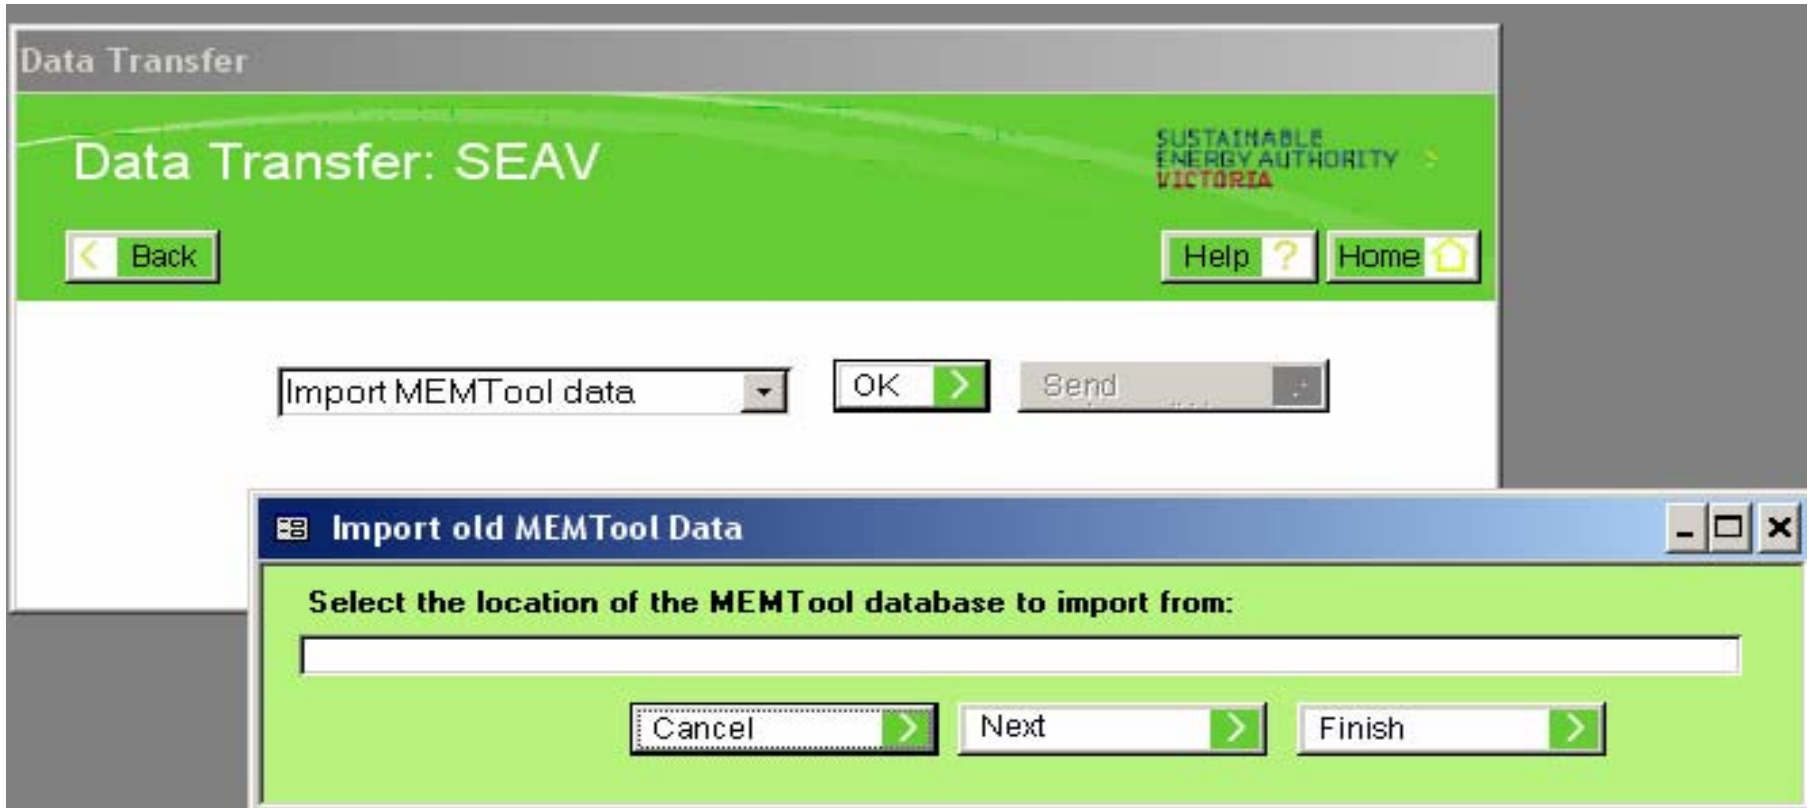 Data Transfer
Data Transfer: SEAV
SUSTAINABLE
ENERGY AUTHORITY
VICTORIA
Back
Help ?
Home
Import MEMTool data
OK
Send
Import old MEMTool Data
Select the location of the MEMTool database to import from:
Cancel
Next
Finish